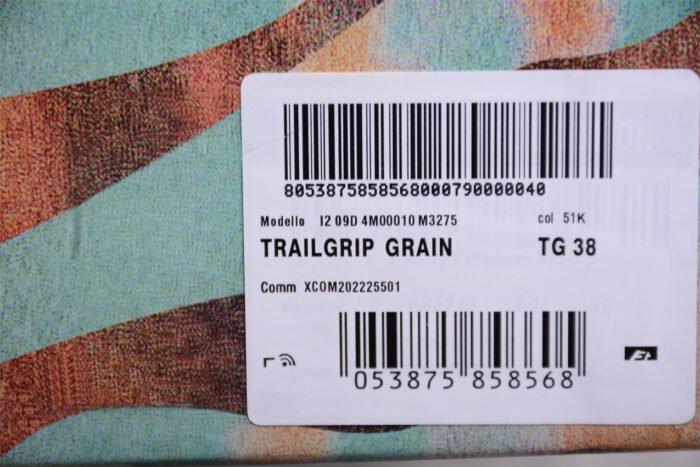 8053875858568000790000040
Modello I2 09D 4M00010 M3275 col 51K
TRAILGRIP GRAIN TG 38
Comm XCOM202225501
053875 858568